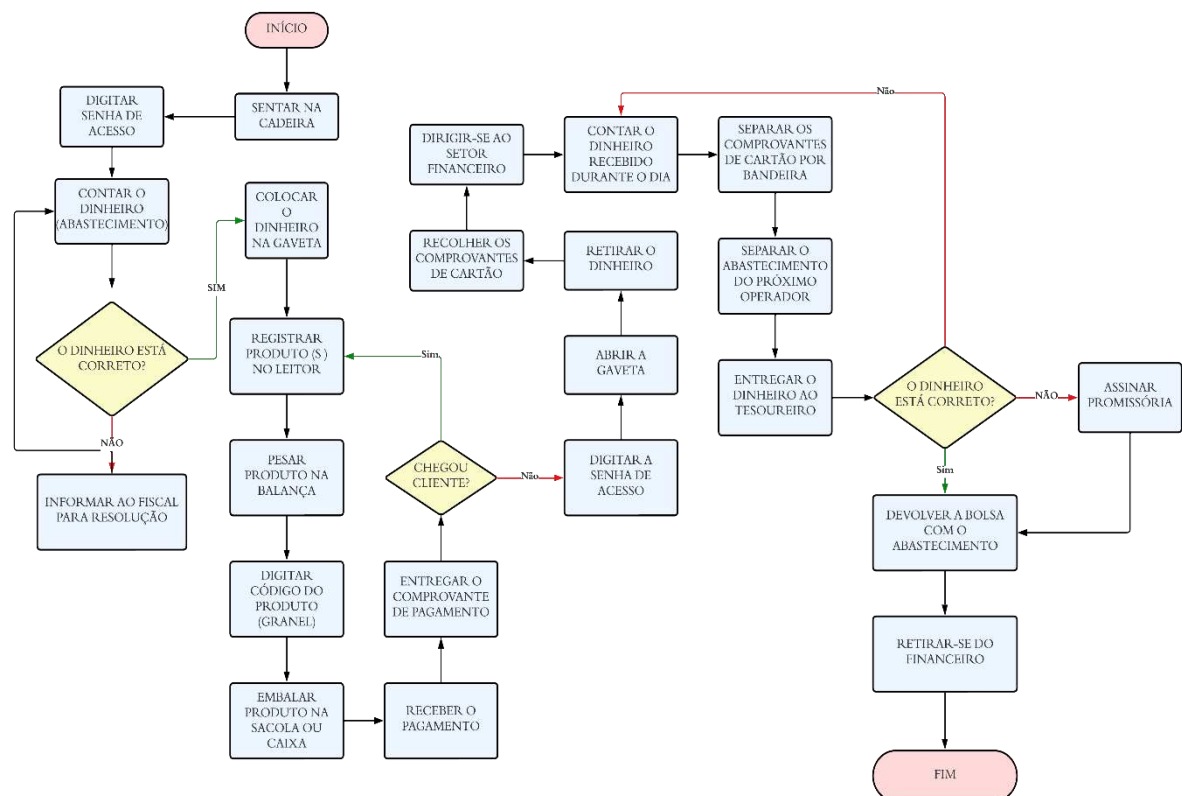 INÍCIO
SENTAR NA
CADEIRA
DIGITAR
SENHA DE
ACESSO
CONTAR O
DINHEIRO
(ABASTECIMENTO)
O DINHEIRO ESTÁ
CORRETO?
SIM
NÃO
INFORMAR AO FISCAL
PARA RESOLUÇÃO
COLOCAR
O
DINHEIRO
NA GAVETA
REGISTRAR
PRODUTO (S )
NO LEITOR
PESAR
PRODUTO NA
BALANÇA
DIGITAR
CÓDIGO DO
PRODUTO
(GRANEL)
EMBALAR
PRODUTO NA
SACOLA OU
CAIXA
RECEBER O
PAGAMENTO
ENTREGAR O
COMPROVANTE
DE PAGAMENTO
CHEGOU
CLIENTE?
Sim
Não
DIGITAR A
SENHA DE
ACESSO
ABRIR A
GAVETA
RETIRAR O
DINHEIRO
RECOLHER OS
COMPROVANTES
DE CARTÃO
DIRIGIR-SE AO
SETOR
FINANCEIRO
CONTAR O
DINHEIRO
RECEBIDO
DURANTE O DIA
SEPARAR OS
COMPROVANTES
DE CARTÃO POR
BANDEIRA
SEPARAR O
ABASTECIMENTO
DO PRÓXIMO
OPERADOR
ENTREGAR O
DINHEIRO AO
TESOUREIRO
O DINHEIRO
ESTÁ CORRETO?
Não
NÃO
ASSINAR
PROMISSÓRIA
Sim
DEVOLVER A BOLSA
COM O
ABASTECIMENTO
RETIRAR-SE DO
FINANCEIRO
FIM